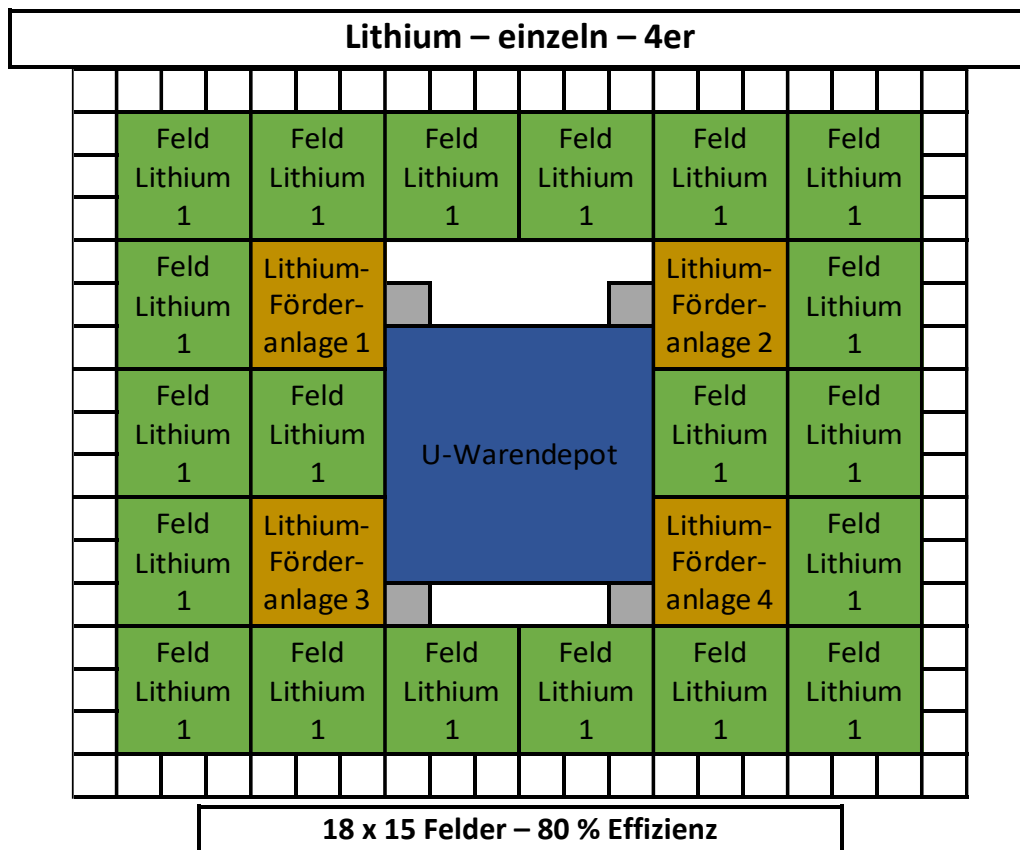 Lithium – einzeln – 4er
Feld
Lithium
1
Feld
Lithium
1
Feld
Lithium
1
Feld
Lithium
1
Feld
Lithium
1
Feld
Lithium
1
Feld
Lithium
1
Lithium-
Förder-
anlage 1
Lithium-
Förder-
anlage 2
Feld
Lithium
1
Feld
Lithium
1
Feld
Lithium
1
U-Warendepot
Feld
Lithium
1
Feld
Lithium
1
Feld
Lithium
1
Lithium-
Förder-
anlage 3
Lithium-
Förder-
anlage 4
Feld
Lithium
1
Feld
Lithium
1
Feld
Lithium
1
Feld
Lithium
1
Feld
Lithium
1
Feld
Lithium
1
Feld
Lithium
1
18 x 15 Felder – 80 % Effizienz